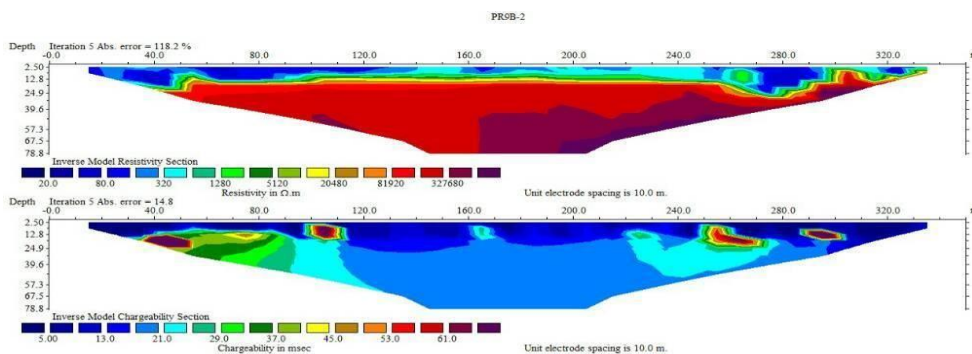 PR9B-2
Depth Iteration 5 Abs. error = 118.2 %
-0.0 40.0 80.0 120.0 160.0 200.0 240.0 280.0 320.0 m.
2.50
12.8
24.9
39.6
57.3
67.5
78.8
Inverse Model Resistivity Section
20.0 80.0 320 1280 5120 20480 81920 327680
Resistivity in Ω.m Unit electrode spacing is 10.0 m.
Depth Iteration 5 Abs. error = 14.8
-0.0 40.0 80.0 120.0 160.0 200.0 240.0 280.0 320.0
2.50
12.8
24.9
39.6
57.3
67.5
78.8
Inverse Model Chargeability Section
5.00 13.0 21.0 29.0 37.0 45.0 53.0 61.0
Chargeability in msec Unit electrode spacing is 10.0 m.